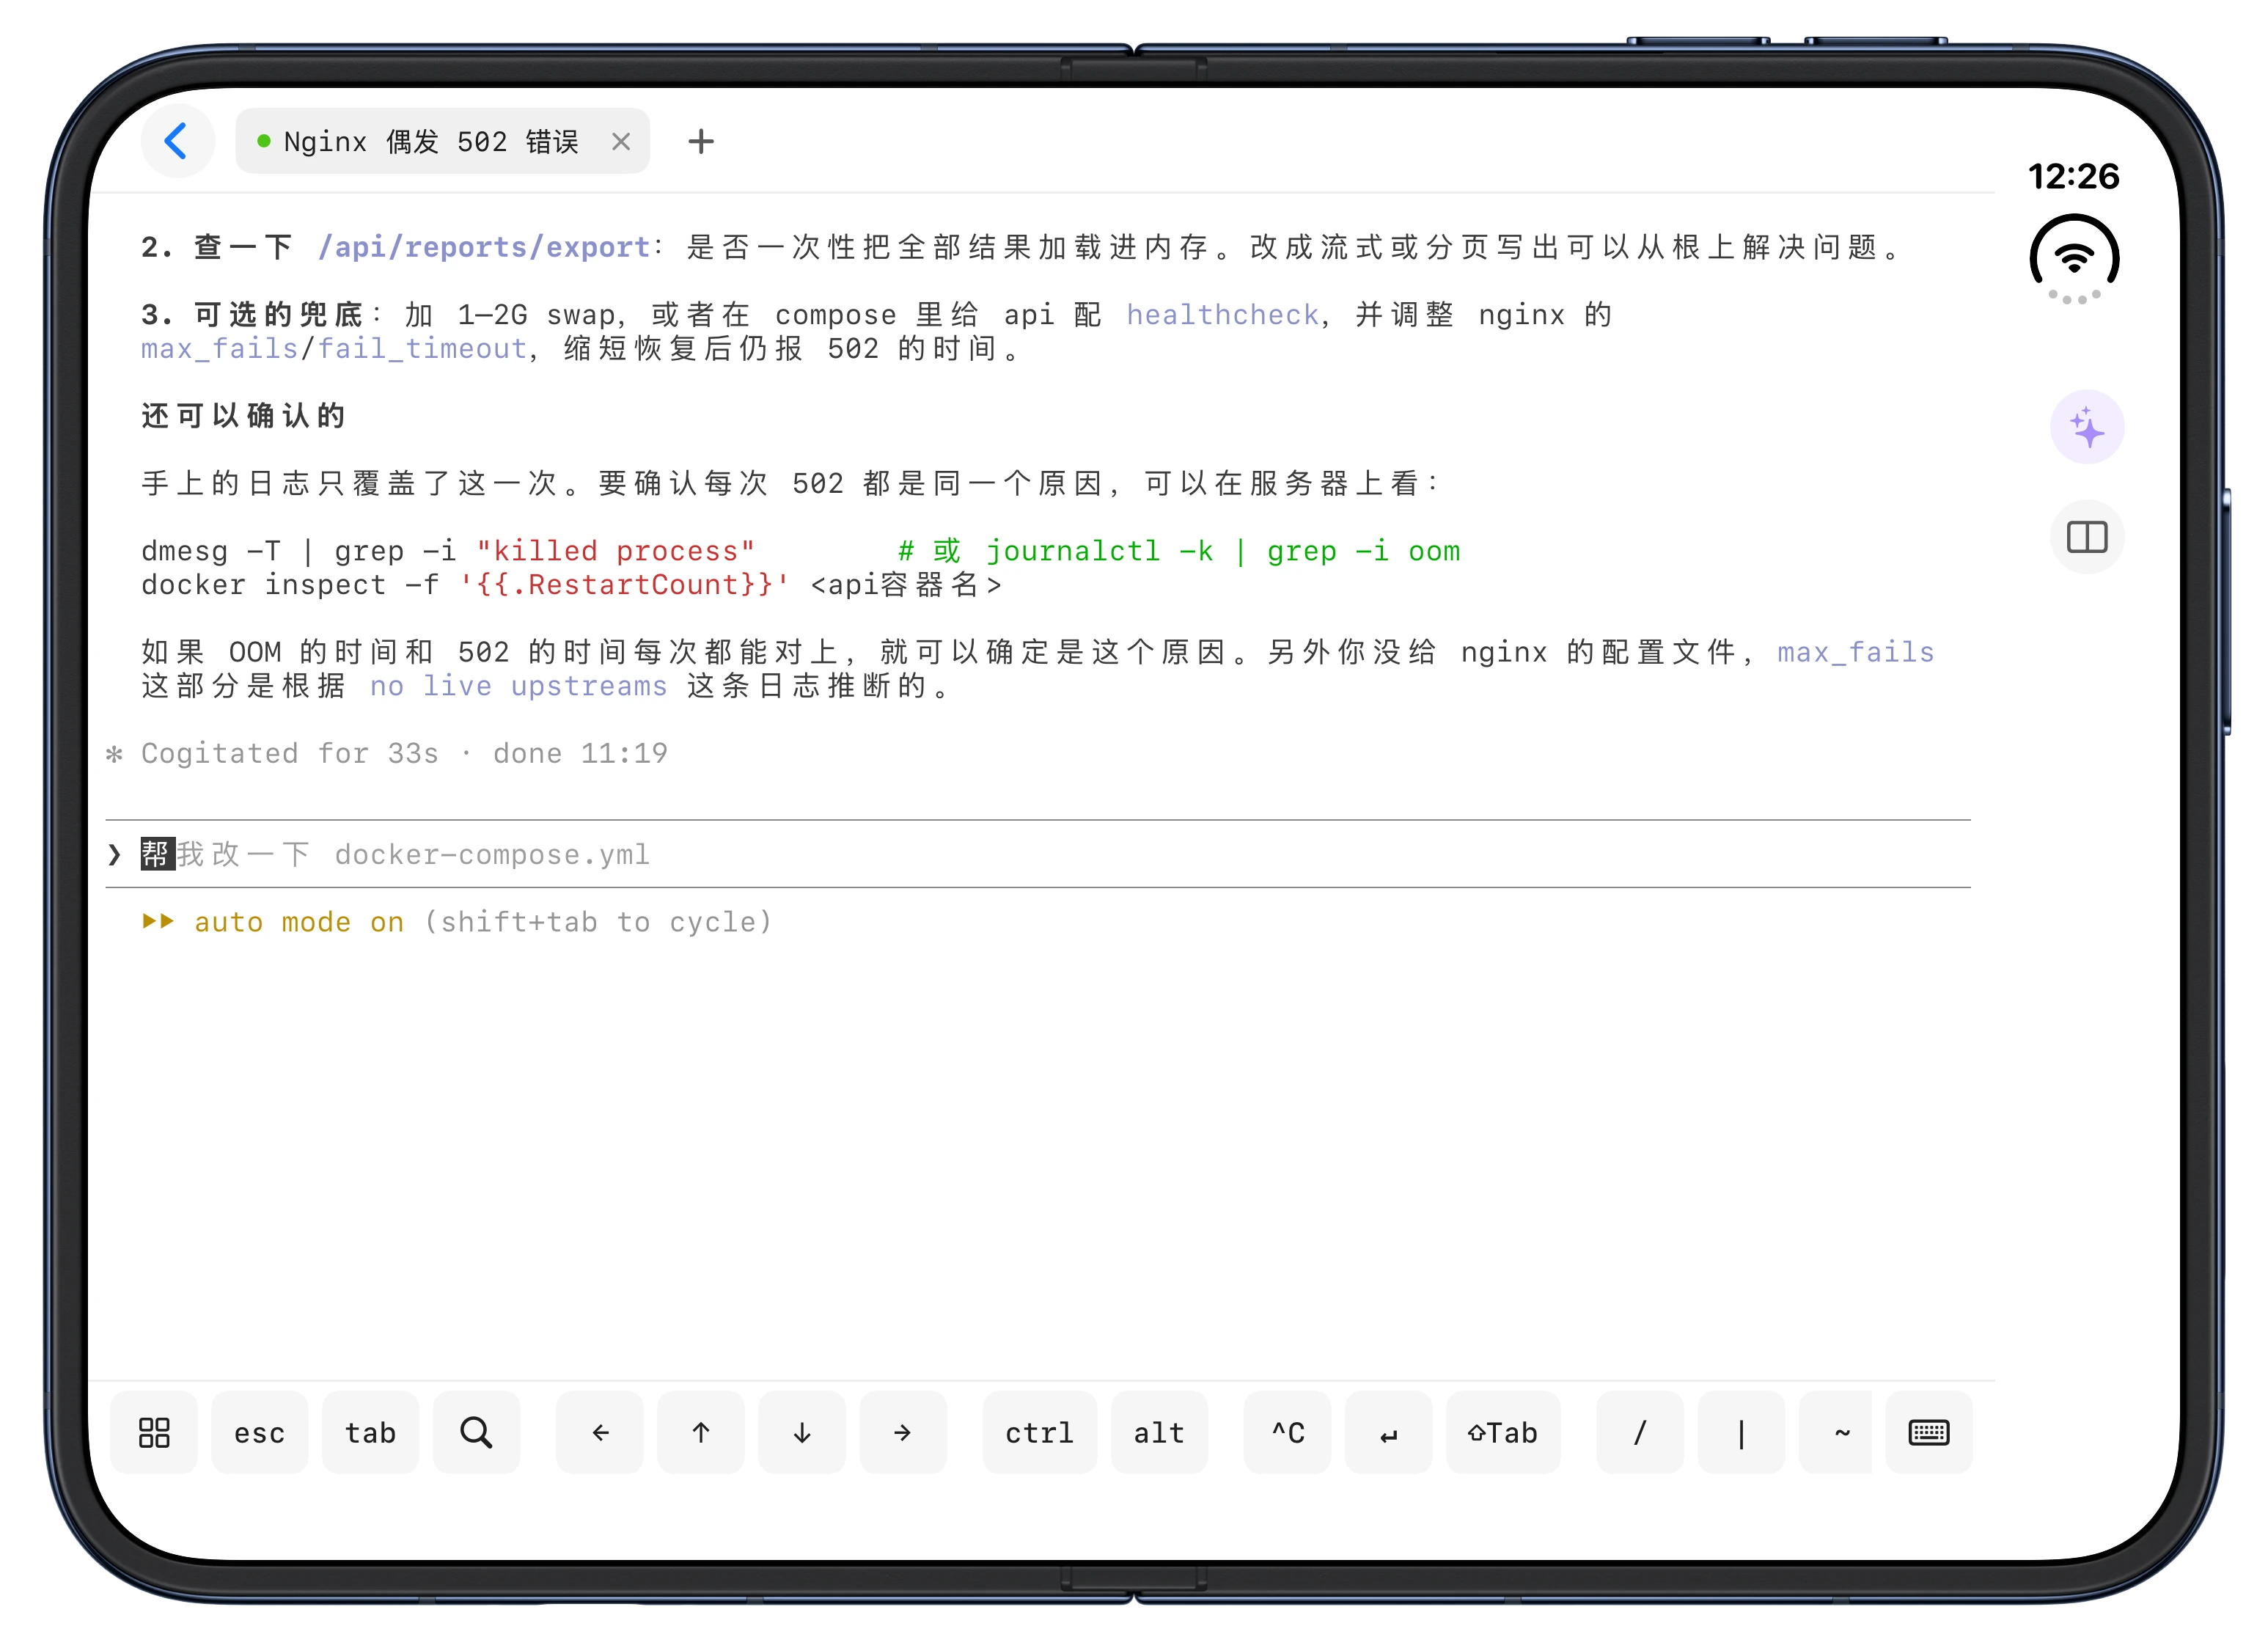 Nginx 偶发 502 错误
12:26
2. 查一下 /api/reports/export：是否一次性把全部结果加载进内存。改成流式或分页写出可以从根上解决问题。
3. 可选的兜底：加 1–2G swap，或者在 compose 里给 api 配 healthcheck，并调整 nginx 的
max_fails/fail_timeout，缩短恢复后仍报 502 的时间。
还可以确认的
手上的日志只覆盖了这一次。要确认每次 502 都是同一个原因，可以在服务器上看：
dmesg -T | grep -i "killed process"        # 或 journalctl -k | grep -i oom
docker inspect -f '{{.RestartCount}}' <api容器名>
如果 OOM 的时间和 502 的时间每次都能对上，就可以确定是这个原因。另外你没给 nginx 的配置文件，max_fails
这部分是根据 no live upstreams 这条日志推断的。
✻ Cogitated for 33s · done 11:19
❯ 帮我改一下 docker-compose.yml
⏵⏵ auto mode on (shift+tab to cycle)
esc tab ← ↑ ↓ → ctrl alt ^C ↵ ⇧Tab / | ~